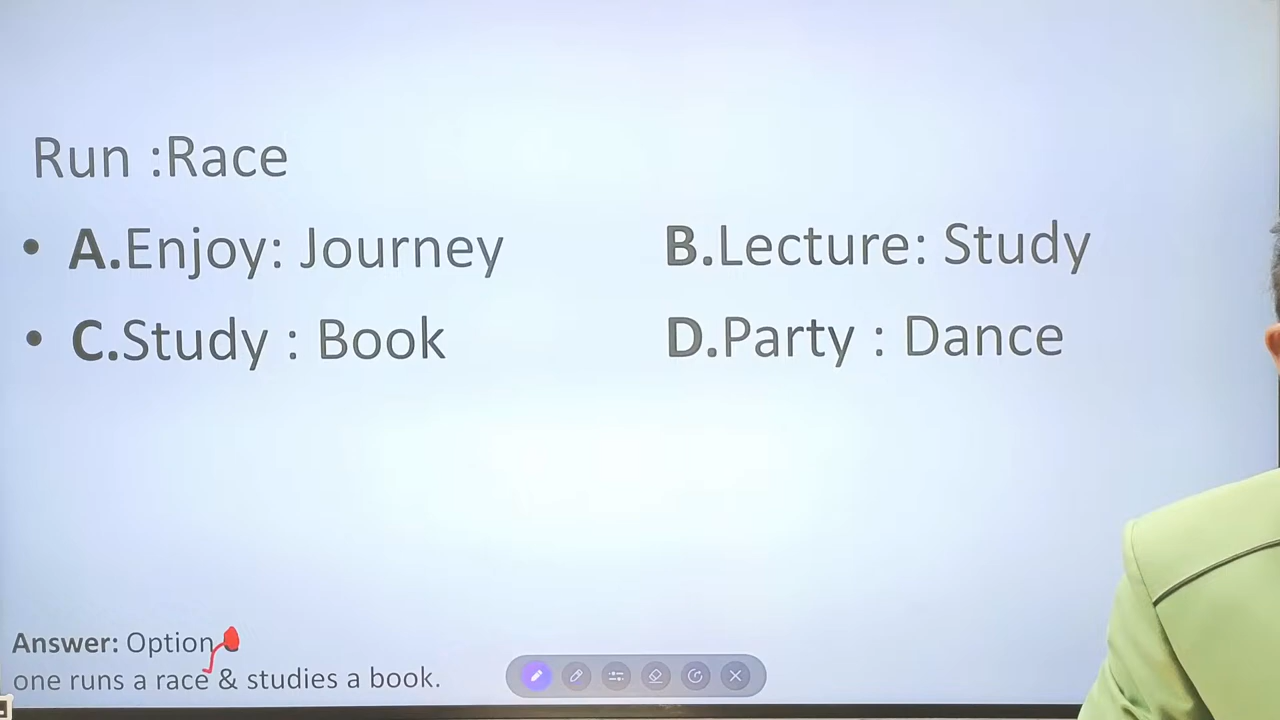 Run :Race
• A.Enjoy: Journey B.Lecture: Study
• C.Study : Book D.Party : Dance
Answer: Option
one runs a race & studies a book.